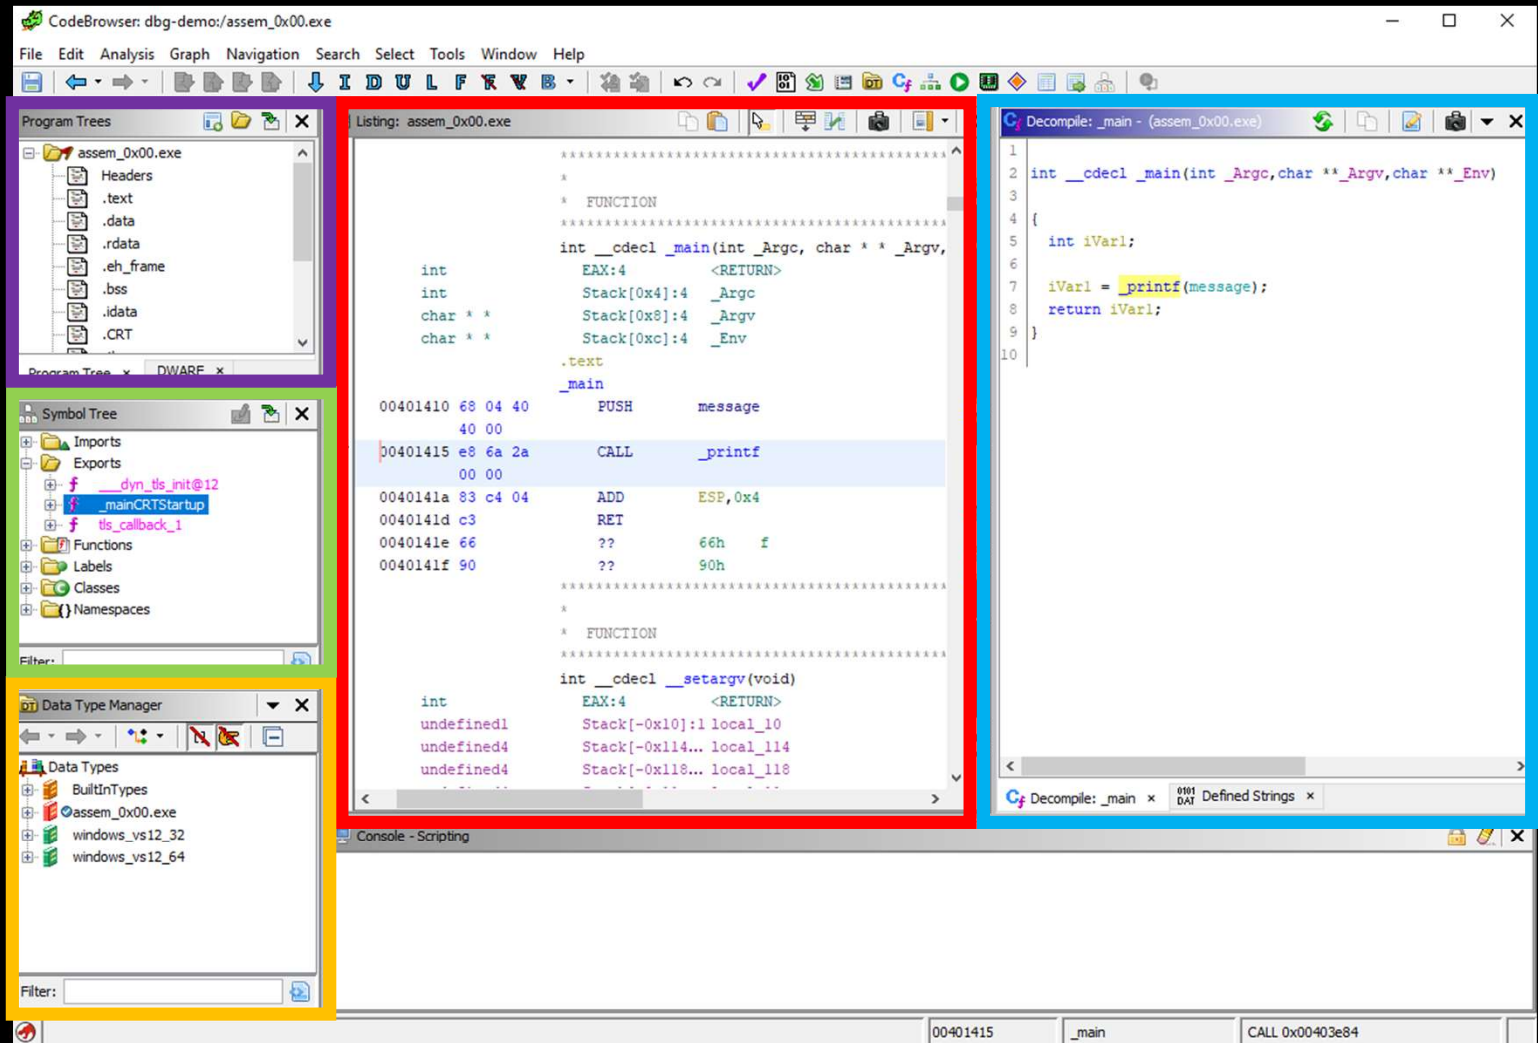 CodeBrowser: dbg-demo:/assem_0x00.exe
File Edit Analysis Graph Navigation Search Select Tools Window Help
I D U L F B
Program Trees
assem_0x00.exe
Headers
.text
.data
.rdata
.eh_frame
.bss
.idata
.CRT
Program Tree × DWARF ×
Symbol Tree
Imports
Exports
___dyn_tls_init@12
_mainCRTStartup
tls_callback_1
Functions
Labels
Classes
Namespaces
Filter:
Data Type Manager
Data Types
BuiltInTypes
assem_0x00.exe
windows_vs12_32
windows_vs12_64
Filter:
Listing: assem_0x00.exe
*
* FUNCTION
int __cdecl _main(int _Argc, char * * _Argv,
int EAX:4 <RETURN>
int Stack[0x4]:4 _Argc
char * * Stack[0x8]:4 _Argv
char * * Stack[0xc]:4 _Env
.text
_main
00401410 68 04 40 PUSH message
40 00
00401415 e8 6a 2a CALL _printf
00 00
0040141a 83 c4 04 ADD ESP,0x4
0040141d c3 RET
0040141e 66 ?? 66h f
0040141f 90 ?? 90h
*
* FUNCTION
int __cdecl __setargv(void)
int EAX:4 <RETURN>
undefined1 Stack[-0x10]:1 local_10
undefined4 Stack[-0x114... local_114
undefined4 Stack[-0x118... local_118
Decompile: _main - (assem_0x00.exe)
1
2 int __cdecl _main(int _Argc,char **_Argv,char **_Env)
3
4 {
5 int iVar1;
6
7 iVar1 = _printf(message);
8 return iVar1;
9 }
10
Decompile: _main × Defined Strings ×
Console - Scripting
00401415 _main CALL 0x00403e84